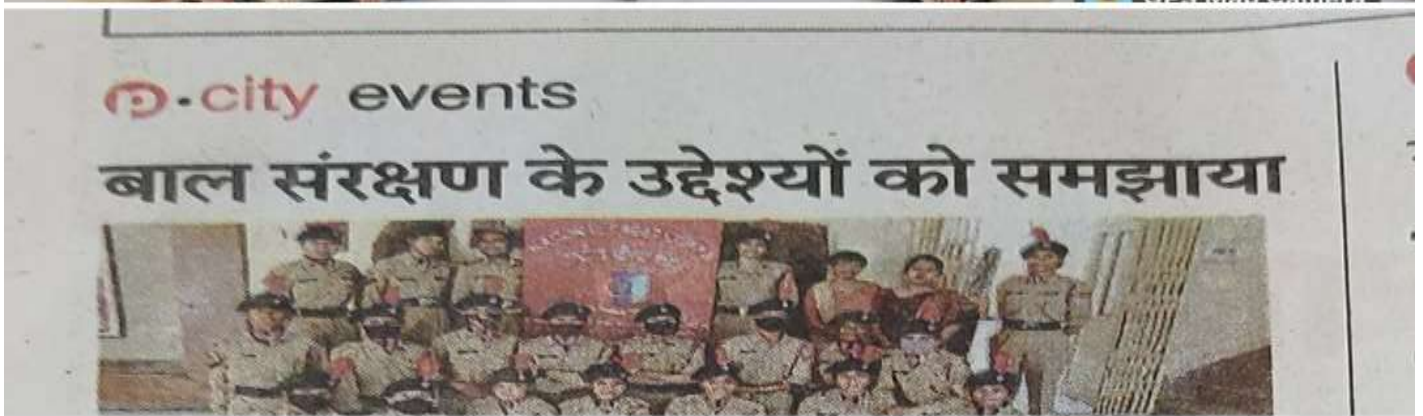 city events
बाल संरक्षण के उद्देश्यों को समझाया